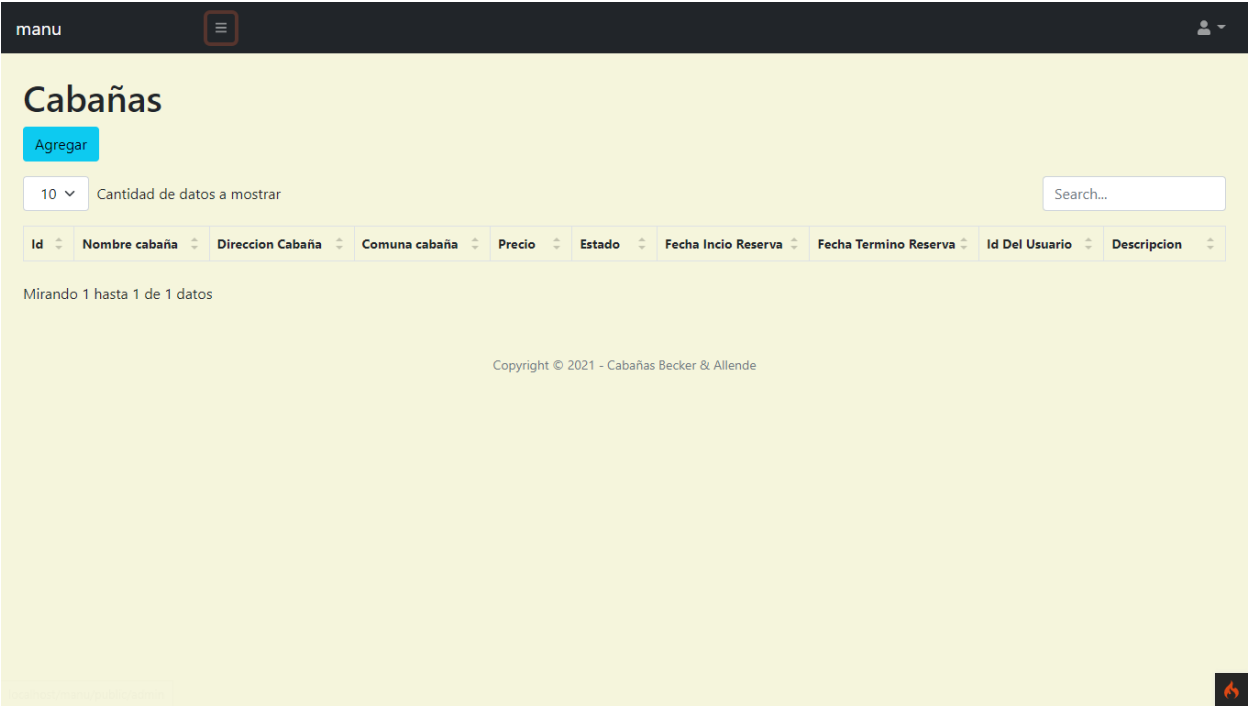 manu
Cabañas
Agregar
10 Cantidad de datos a mostrar Search...
Id Nombre cabaña Direccion Cabaña Comuna cabaña Precio Estado Fecha Incio Reserva Fecha Termino Reserva Id Del Usuario Descripcion
Mirando 1 hasta 1 de 1 datos
Copyright © 2021 - Cabañas Becker & Allende